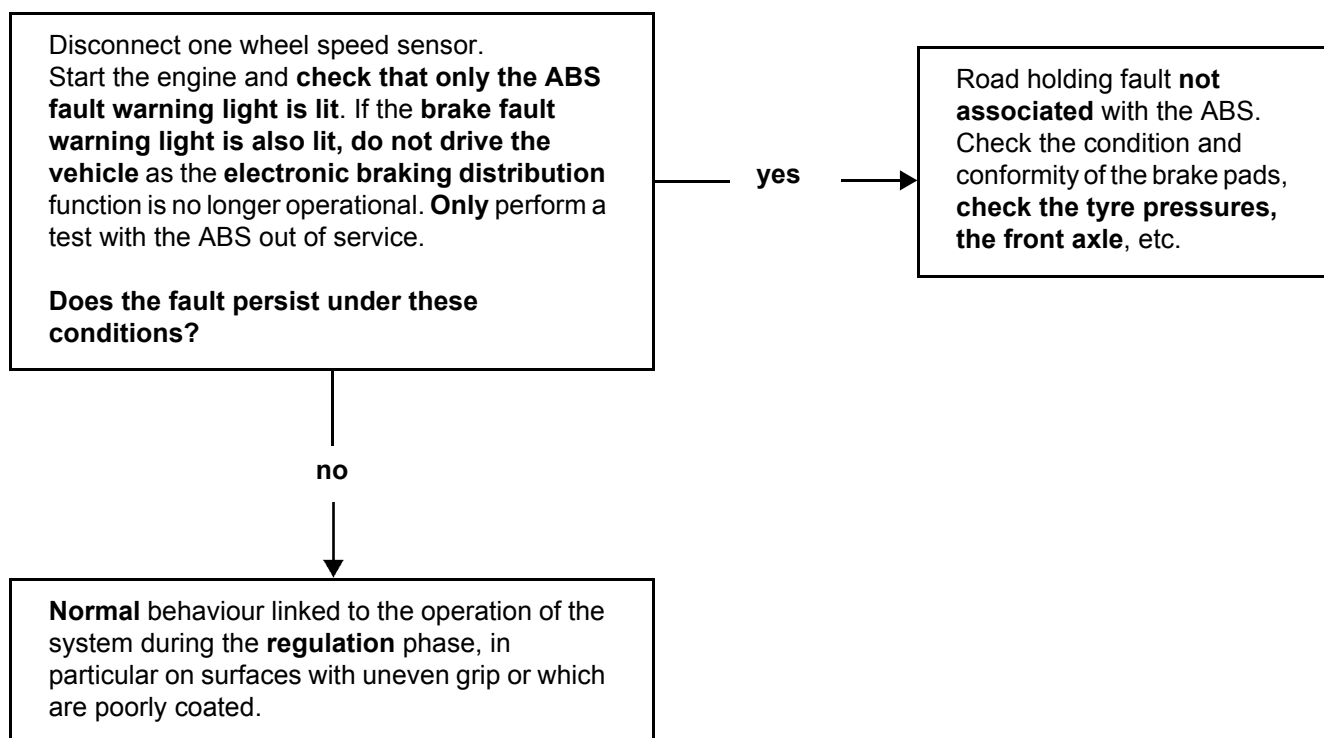 Disconnect one wheel speed sensor.
Start the engine and check that only the ABS
fault warning light is lit. If the brake fault
warning light is also lit, do not drive the
vehicle as the electronic braking distribution
function is no longer operational. Only perform a
test with the ABS out of service.
Does the fault persist under these
conditions?
yes
Road holding fault not
associated with the ABS.
Check the condition and
conformity of the brake pads,
check the tyre pressures,
the front axle, etc.
no
Normal behaviour linked to the operation of the
system during the regulation phase, in
particular on surfaces with uneven grip or which
are poorly coated.